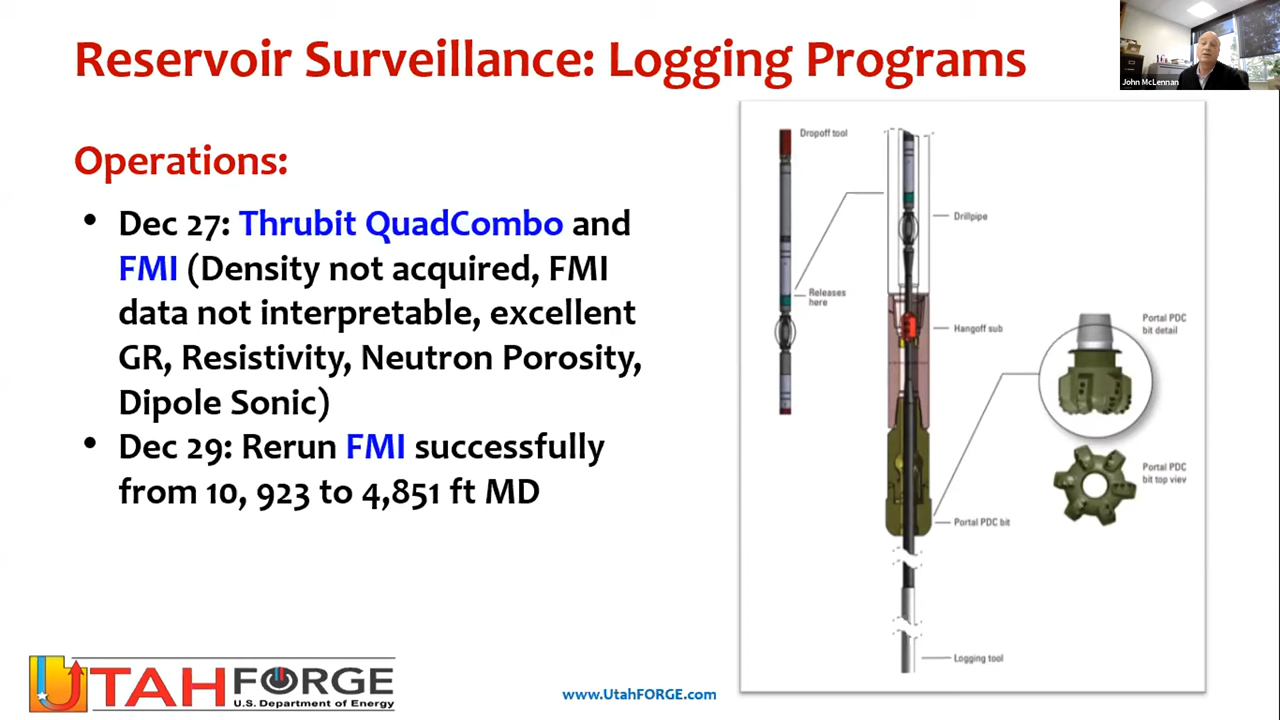 Reservoir Surveillance: Logging Programs
John McLennan
Operations:
• Dec 27: Thrubit QuadCombo and
FMI (Density not acquired, FMI
data not interpretable, excellent
GR, Resistivity, Neutron Porosity,
Dipole Sonic)
• Dec 29: Rerun FMI successfully
from 10, 923 to 4,851 ft MD
Dropoff tool
Drillpipe
Releases
here
Hangoff sub
Portal PDC
bit detail
Portal PDC
bit top view
Portal PDC bit
Logging tool
UTAH FORGE
U.S. Department of Energy
www.UtahFORGE.com